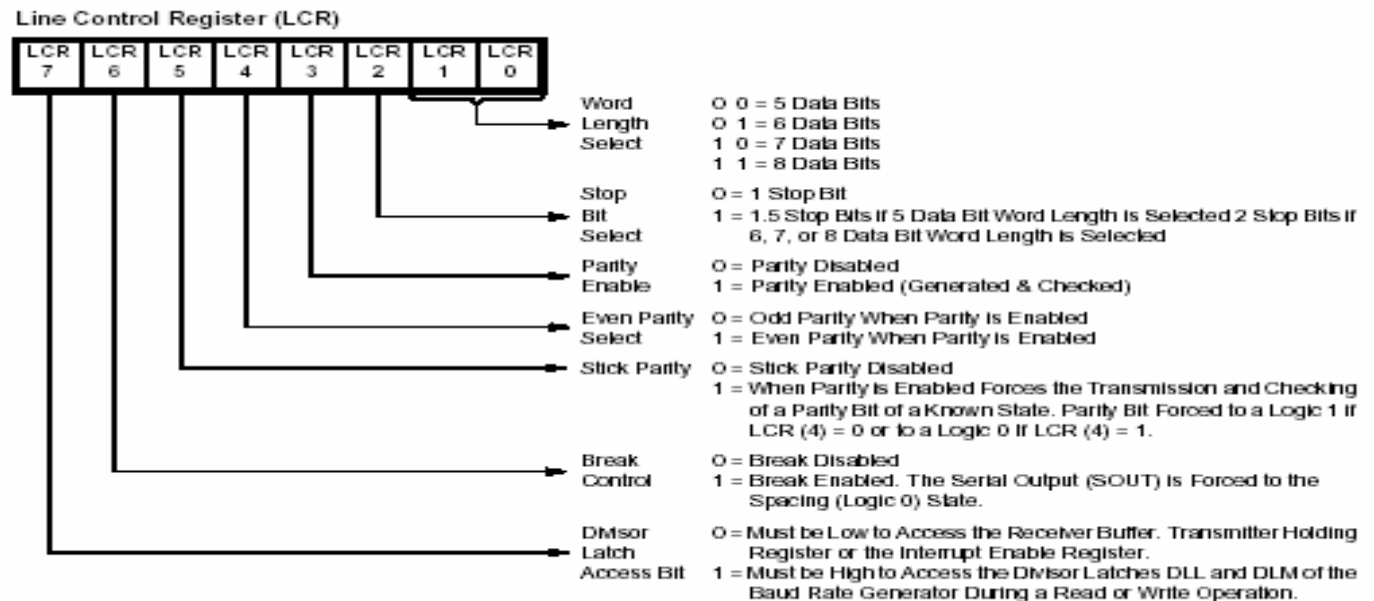 Line Control Register (LCR)
LCR 7 LCR 6 LCR 5 LCR 4 LCR 3 LCR 2 LCR 1 LCR 0
Word Length Select
0 0 = 5 Data Bits
0 1 = 6 Data Bits
1 0 = 7 Data Bits
1 1 = 8 Data Bits
Stop Bit Select
0 = 1 Stop Bit
1 = 1.5 Stop Bits if 5 Data Bit Word Length is Selected 2 Stop Bits if
6, 7, or 8 Data Bit Word Length is Selected
Parity Enable
0 = Parity Disabled
1 = Parity Enabled (Generated & Checked)
Even Parity Select
0 = Odd Parity When Parity is Enabled
1 = Even Parity When Parity is Enabled
Stick Parity
0 = Stick Parity Disabled
1 = When Parity is Enabled Forces the Transmission and Checking
of a Parity Bit of a Known State. Parity Bit Forced to a Logic 1 if
LCR (4) = 0 or to a Logic 0 if LCR (4) = 1.
Break Control
0 = Break Disabled
1 = Break Enabled. The Serial Output (SOUT) is Forced to the
Spacing (Logic 0) State.
Divisor Latch Access Bit
0 = Must be Low to Access the Receiver Buffer. Transmitter Holding
Register or the Interrupt Enable Register.
1 = Must be High to Access the Divisor Latches DLL and DLM of the
Baud Rate Generator During a Read or Write Operation.